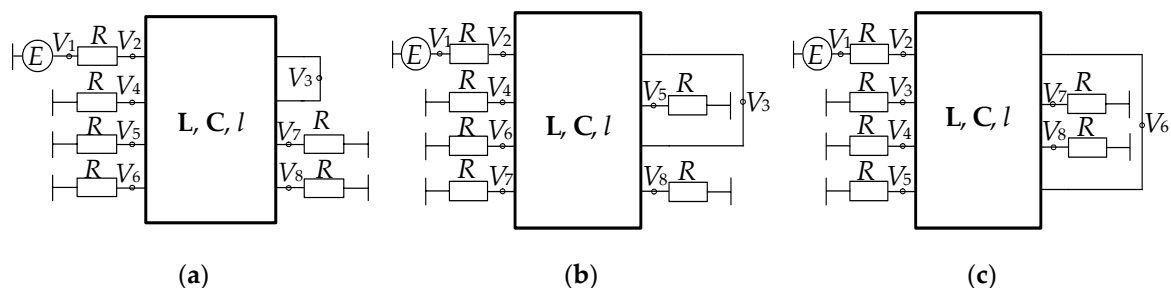 E V1 R V2 R V4 R V5 R V6 L, C, l V3 V7 R V8 R
E V1 R V2 R V4 R V6 R V7 L, C, l V5 R V3 V8 R
E V1 R V2 R V3 R V4 R V5 L, C, l V7 R V8 R V6
(a) (b) (c)